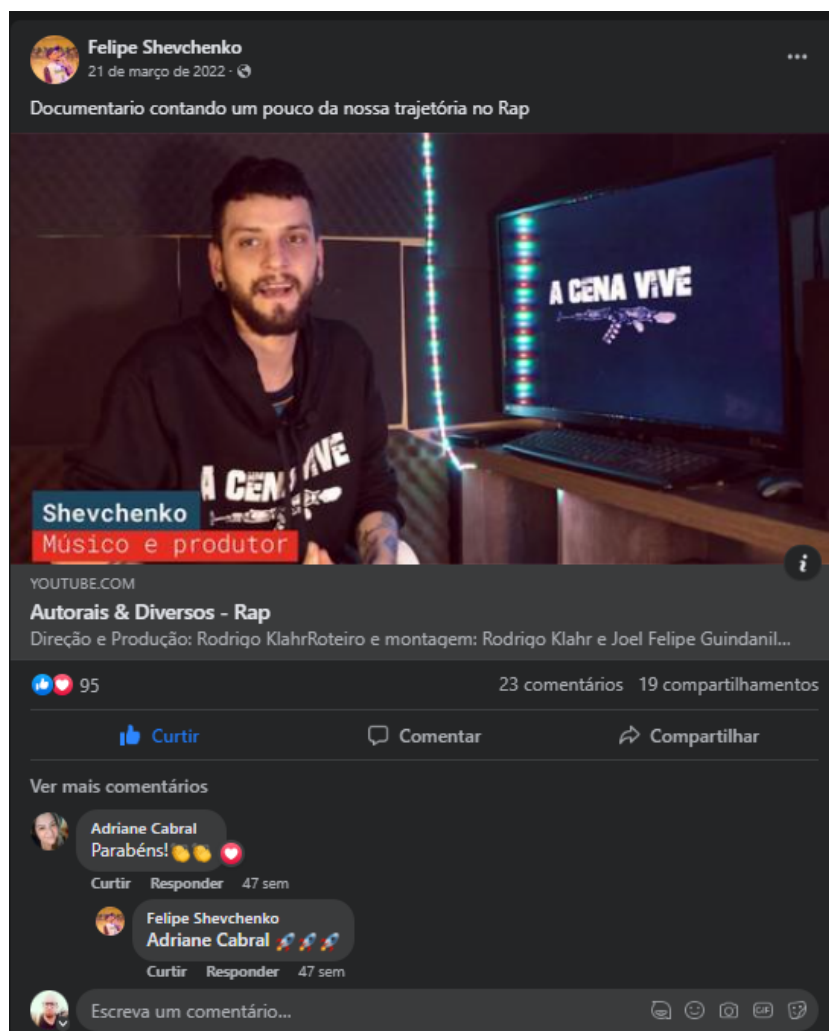 Felipe Shevchenko
21 de março de 2022 ·
Documentario contando um pouco da nossa trajetória no Rap
A CENA VIVE
A CENA VIVE
Shevchenko
Músico e produtor
YOUTUBE.COM
Autorais & Diversos - Rap
Direção e Produção: Rodrigo KlahrRoteiro e montagem: Rodrigo Klahr e Joel Felipe Guindanil...
95
23 comentários 19 compartilhamentos
Curtir Comentar Compartilhar
Ver mais comentários
Adriane Cabral
Parabéns!👏👏
Curtir Responder 47 sem
Felipe Shevchenko
Adriane Cabral 🚀🚀🚀
Curtir Responder 47 sem
Escreva um comentário...
GIF